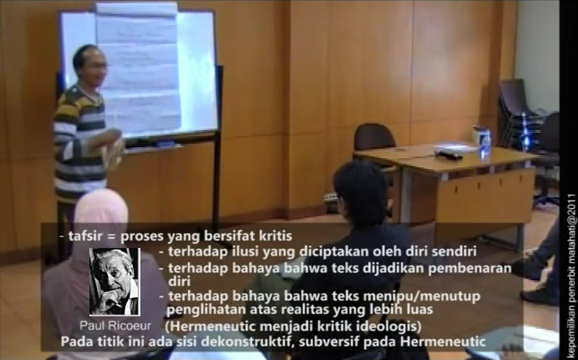 - tafsir = proses yang bersifat kritis
- terhadap ilusi yang diciptakan oleh diri sendiri
- terhadap bahaya bahwa teks dijadikan pembenaran
diri
- terhadap bahaya bahwa teks menipu/menutup
penglihatan atas realitas yang lebih luas
Paul Ricoeur
(Hermeneutic menjadi kritik ideologis)
Pada titik ini ada sisi dekonstruktif, subversif pada Hermeneutic
kepemilikan penerbit matahati@2011